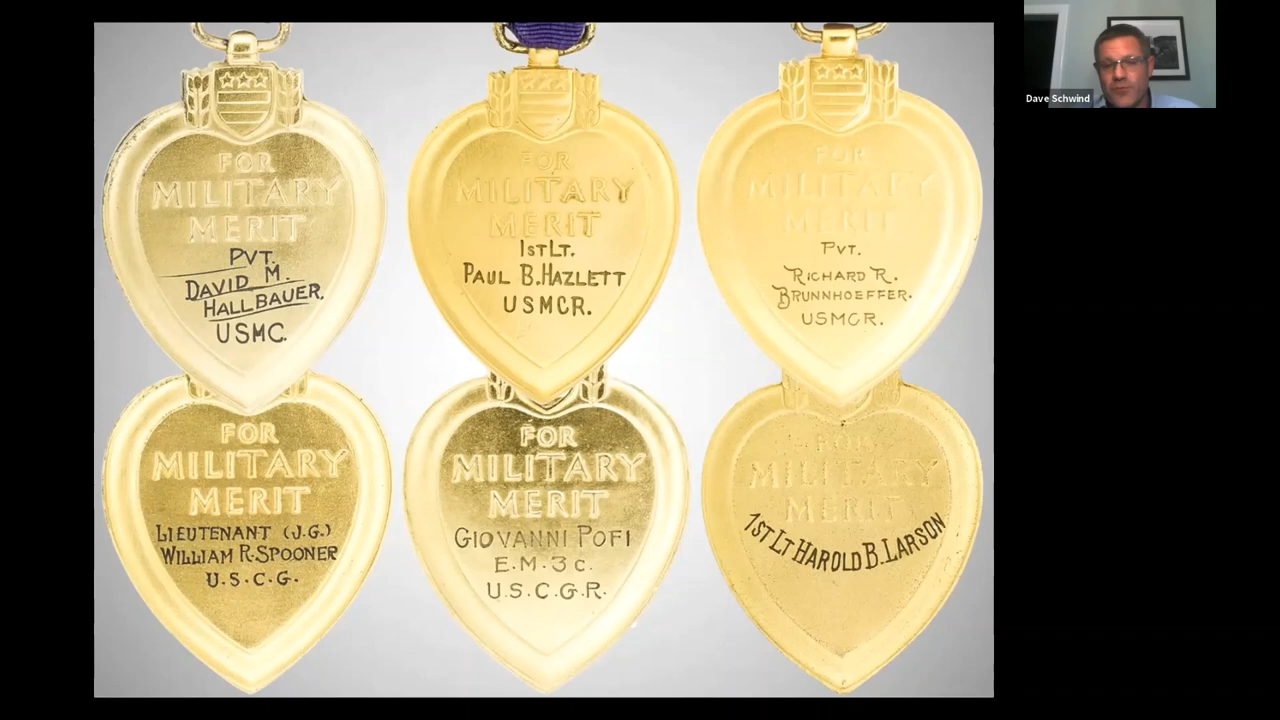 FOR
MILITARY
MERIT
PVT.
DAVID M.
HALLBAUER.
USMC.
FOR
MILITARY
MERIT
1ST LT.
PAUL B. HAZLETT
USMCR.
FOR
MILITARY
MERIT
PVT.
RICHARD R.
BRUNNHOEFFER.
USMCR.
FOR
MILITARY
MERIT
LIEUTENANT (J.G.)
WILLIAM R. SPOONER
U.S.C.G.
FOR
MILITARY
MERIT
GIOVANNI POFI
E.M.3c.
U.S.C.G.R.
FOR
MILITARY
MERIT
1ST LT HAROLD B. LARSON
Dave Schwind